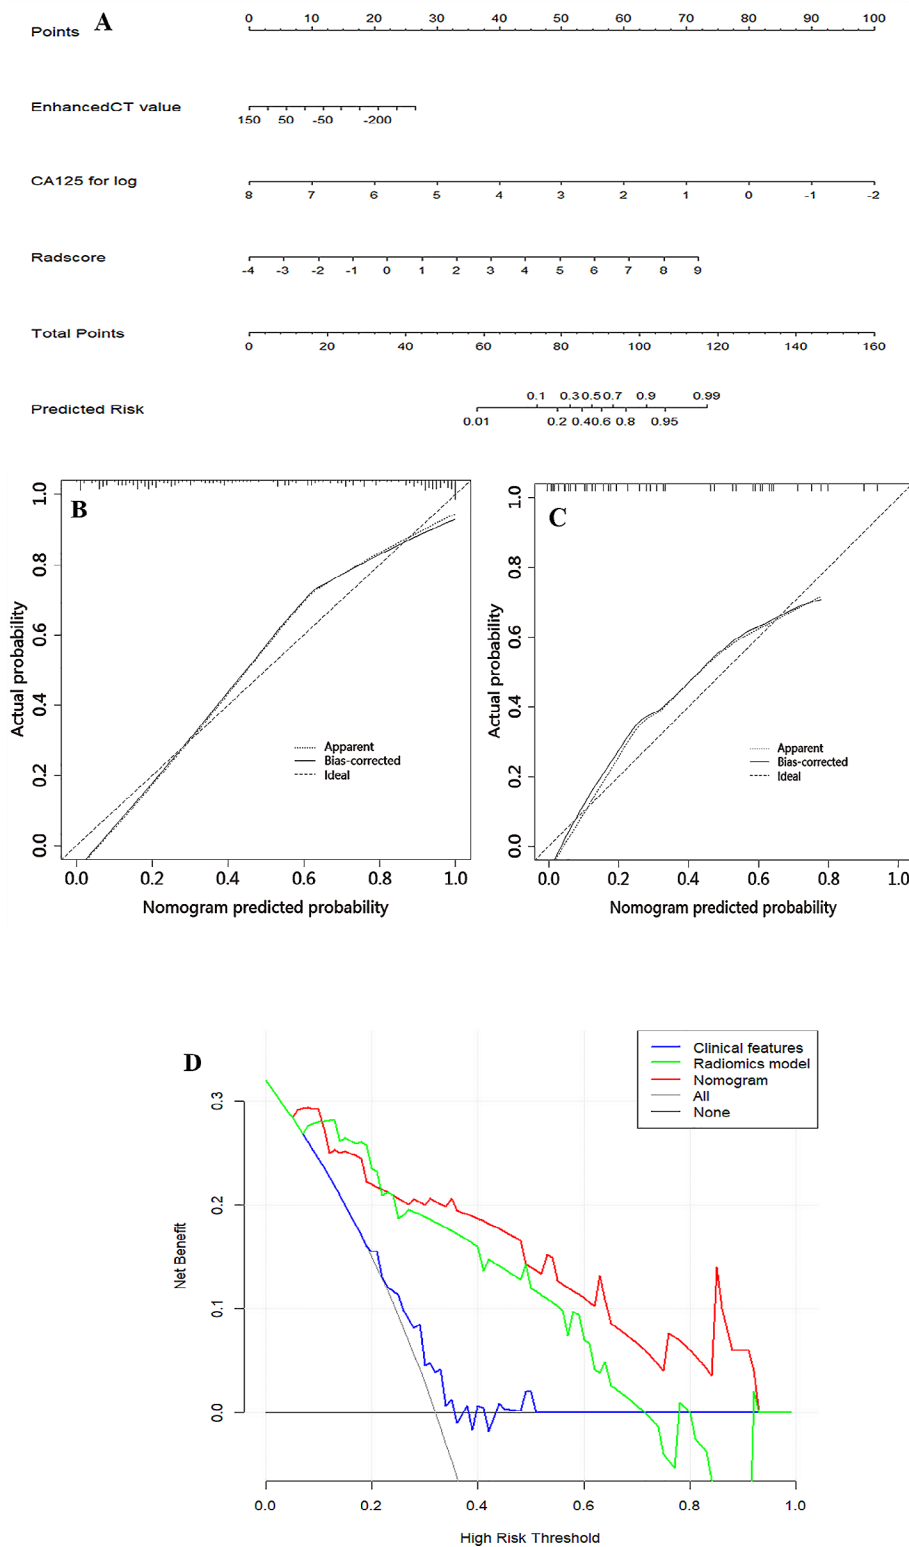 A
Points
0 10 20 30 40 50 60 70 80 90 100
EnhancedCT value
150 50 -50 -200
CA125 for log
8 7 6 5 4 3 2 1 0 -1 -2
Radscore
-4 -3 -2 -1 0 1 2 3 4 5 6 7 8 9
Total Points
0 20 40 60 80 100 120 140 160
0.1 0.3 0.5 0.7 0.9 0.99
Predicted Risk
0.01 0.2 0.4 0.6 0.8 0.95
B
Actual probability
1.0
0.8
0.6
0.4
0.2
0.0
Apparent
Bias-corrected
Ideal
0.0 0.2 0.4 0.6 0.8 1.0
Nomogram predicted probability
C
Actual probability
1.0
0.8
0.6
0.4
0.2
0.0
Apparent
Bias-corrected
Ideal
0.0 0.2 0.4 0.6 0.8 1.0
Nomogram predicted probability
D
Clinical features
Radiomics model
Nomogram
All
None
Net Benefit
0.3
0.2
0.1
0.0
0.0 0.2 0.4 0.6 0.8 1.0
High Risk Threshold